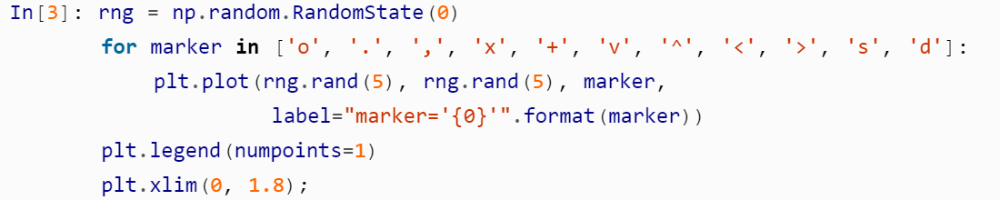 In[3]: rng = np.random.RandomState(0)
for marker in ['o', '.', ',', 'x', '+', 'v', '^', '<', '>', 's', 'd']:
plt.plot(rng.rand(5), rng.rand(5), marker,
label="marker='{0}'".format(marker))
plt.legend(numpoints=1)
plt.xlim(0, 1.8);